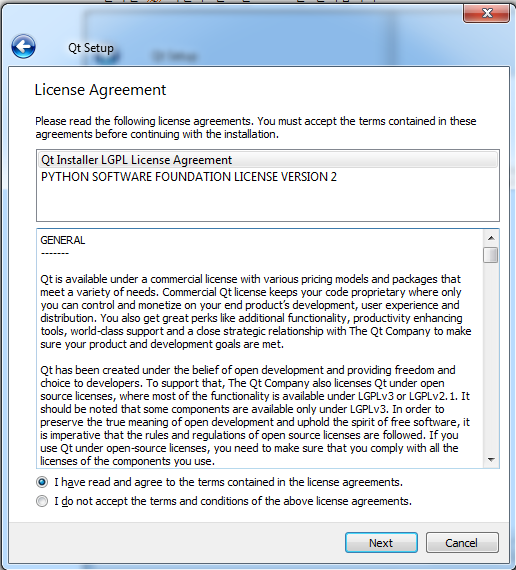 Qt Setup
License Agreement
Please read the following license agreements. You must accept the terms contained in these
agreements before continuing with the installation.
Qt Installer LGPL License Agreement
PYTHON SOFTWARE FOUNDATION LICENSE VERSION 2
GENERAL
-------
Qt is available under a commercial license with various pricing models and packages that
meet a variety of needs. Commercial Qt license keeps your code proprietary where only
you can control and monetize on your end product's development, user experience and
distribution. You also get great perks like additional functionality, productivity enhancing
tools, world-class support and a close strategic relationship with The Qt Company to make
sure your product and development goals are met.
Qt has been created under the belief of open development and providing freedom and
choice to developers. To support that, The Qt Company also licenses Qt under open
source licenses, where most of the functionality is available under LGPLv3 or LGPLv2.1. It
should be noted that some components are available only under LGPLv3. In order to
preserve the true meaning of open development and uphold the spirit of free software, it
is imperative that the rules and regulations of open source licenses are followed. If you
use Qt under open-source licenses, you need to make sure that you comply with all the
licenses of the components you use.
I have read and agree to the terms contained in the license agreements.
I do not accept the terms and conditions of the above license agreements.
Next
Cancel